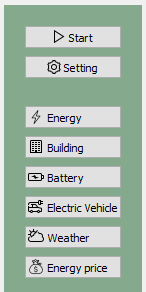 Start
Setting
Energy
Building
Battery
Electric Vehicle
Weather
Energy price